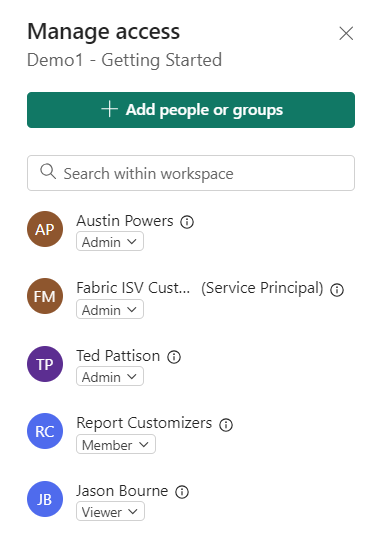 Manage access
Demo1 - Getting Started
Add people or groups
Search within workspace
AP Austin Powers
Admin
FM Fabric ISV Cust... (Service Principal)
Admin
TP Ted Pattison
Admin
RC Report Customizers
Member
JB Jason Bourne
Viewer